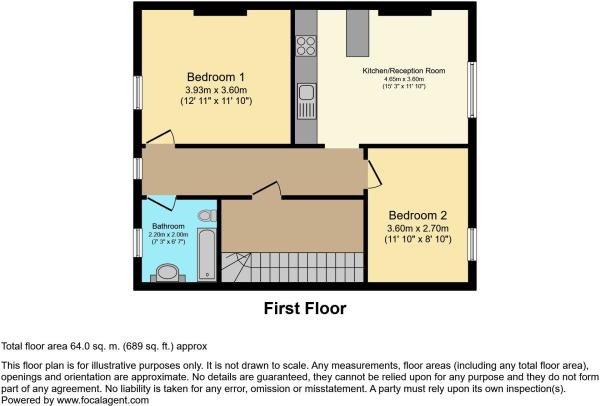 Bedroom 1
3.93m x 3.60m
(12' 11" x 11' 10")
Kitchen/Reception Room
4.65m x 3.60m
(15' 3" x 11' 10")
Bathroom
2.20m x 2.00m
(7' 3" x 6' 7")
Bedroom 2
3.60m x 2.70m
(11' 10" x 8' 10")
First Floor
Total floor area 64.0 sq. m. (689 sq. ft.) approx
This floor plan is for illustrative purposes only. It is not drawn to scale. Any measurements, floor areas (including any total floor area),
openings and orientation are approximate. No details are guaranteed, they cannot be relied upon for any purpose and they do not form
part of any agreement. No liability is taken for any error, omission or misstatement. A party must rely upon its own inspection(s).
Powered by www.focalagent.com